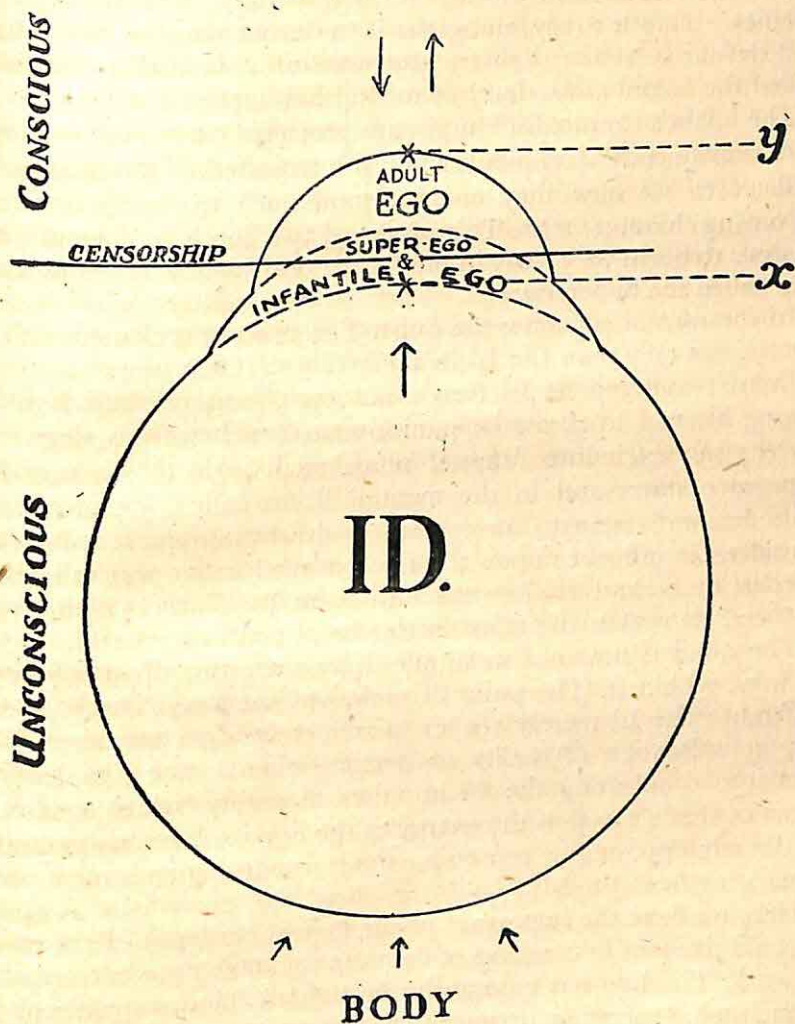 CONSCIOUS
y
ADULT
EGO
SUPER-EGO
CENSORSHIP
&
x
INFANTILE EGO
ID.
UNCONSCIOUS
BODY